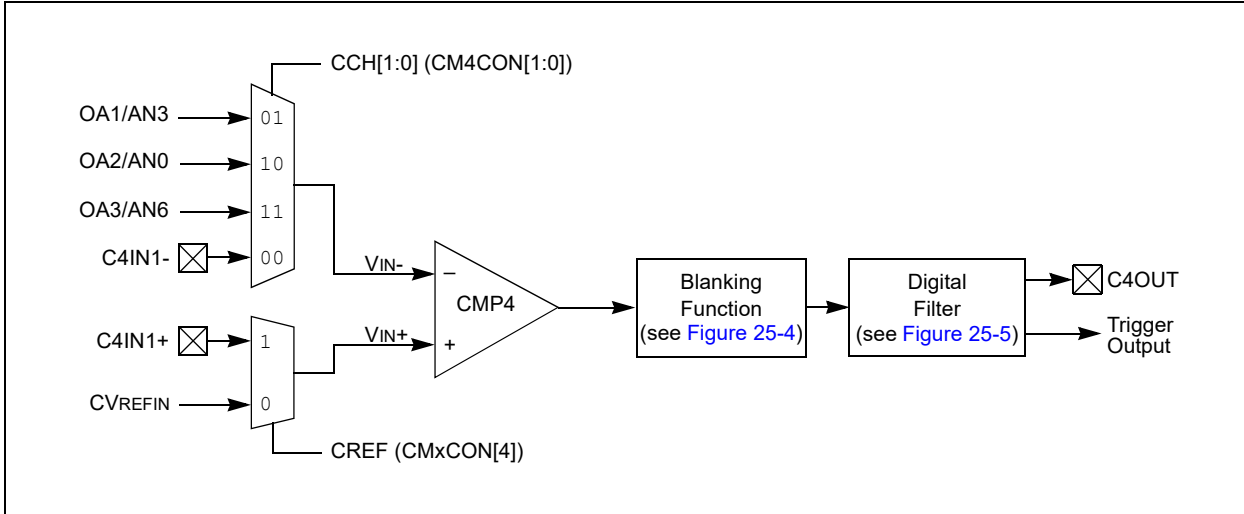 CCH[1:0] (CM4CON[1:0])
OA1/AN3
01
OA2/AN0
10
OA3/AN6
11
C4IN1-
00
VIN-
–
CMP4
Blanking
Function
(see Figure 25-4)
Digital
Filter
(see Figure 25-5)
C4OUT
Trigger
Output
C4IN1+
1
VIN+
+
CVREFIN
0
CREF (CMxCON[4])